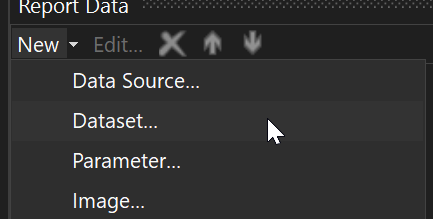 Report Data
New Edit...
Data Source...
Dataset...
Parameter...
Image...